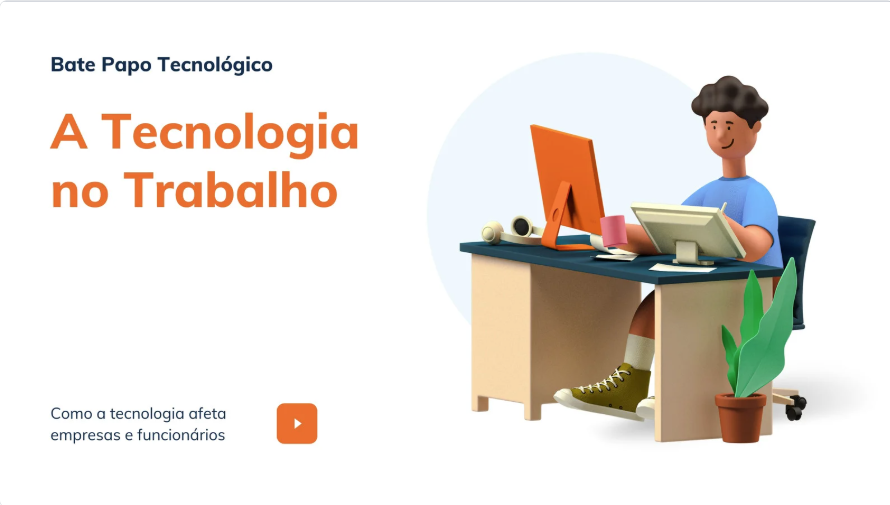 Bate Papo Tecnológico
A Tecnologia
no Trabalho
Como a tecnologia afeta
empresas e funcionários